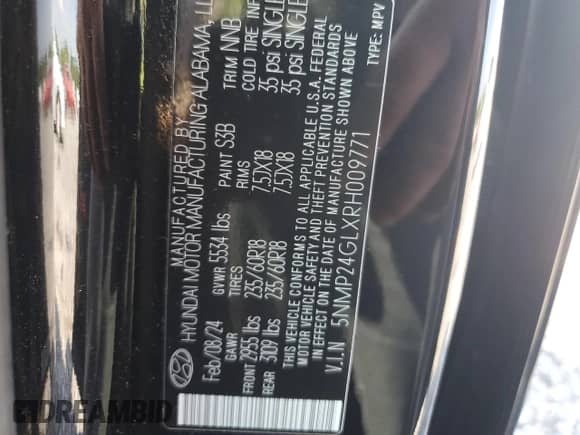 MANUFACTURED BY
HYUNDAI MOTOR MANUFACTURING ALABAMA, LL
Feb/08/24 GVWR 5534 lbs PAINT S3B TRIM NNB
GAWR TIRES RIMS COLD TIRE INF
FRONT 2955 lbs 235/60R18 7.5JX18 35 psi SINGLE
REAR 3109 lbs 235/60R18 7.5JX18 35 psi SINGLE
THIS VEHICLE CONFORMS TO ALL APPLICABLE U.S.A. FEDERAL
MOTOR VEHICLE SAFETY AND THEFT PREVENTION STANDARDS
IN EFFECT ON THE DATE OF MANUFACTURE SHOWN ABOVE
V.I.N 5NMP24GLXRH009771 TYPE: MPV
DREAMBID